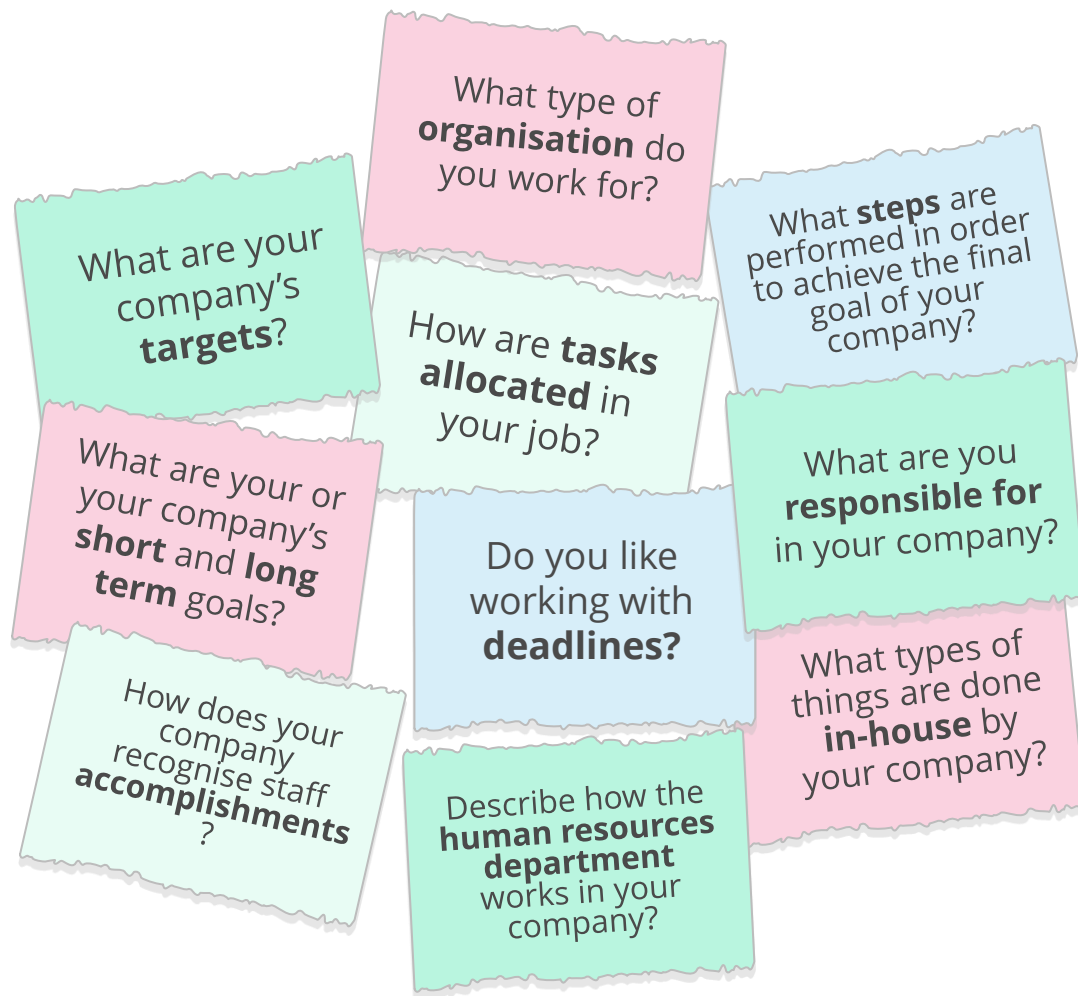 What type of
organisation do
you work for?
What are your
company's
targets?
What steps are
performed in order
to achieve the final
goal of your
company?
How are tasks
allocated in
your job?
What are your or
your company's
short and long
term goals?
What are you
responsible for
in your company?
Do you like
working with
deadlines?
What types of
things are done
in-house by
your company?
How does your
company
recognise staff
accomplishments
?
Describe how the
human resources
department
works in your
company?